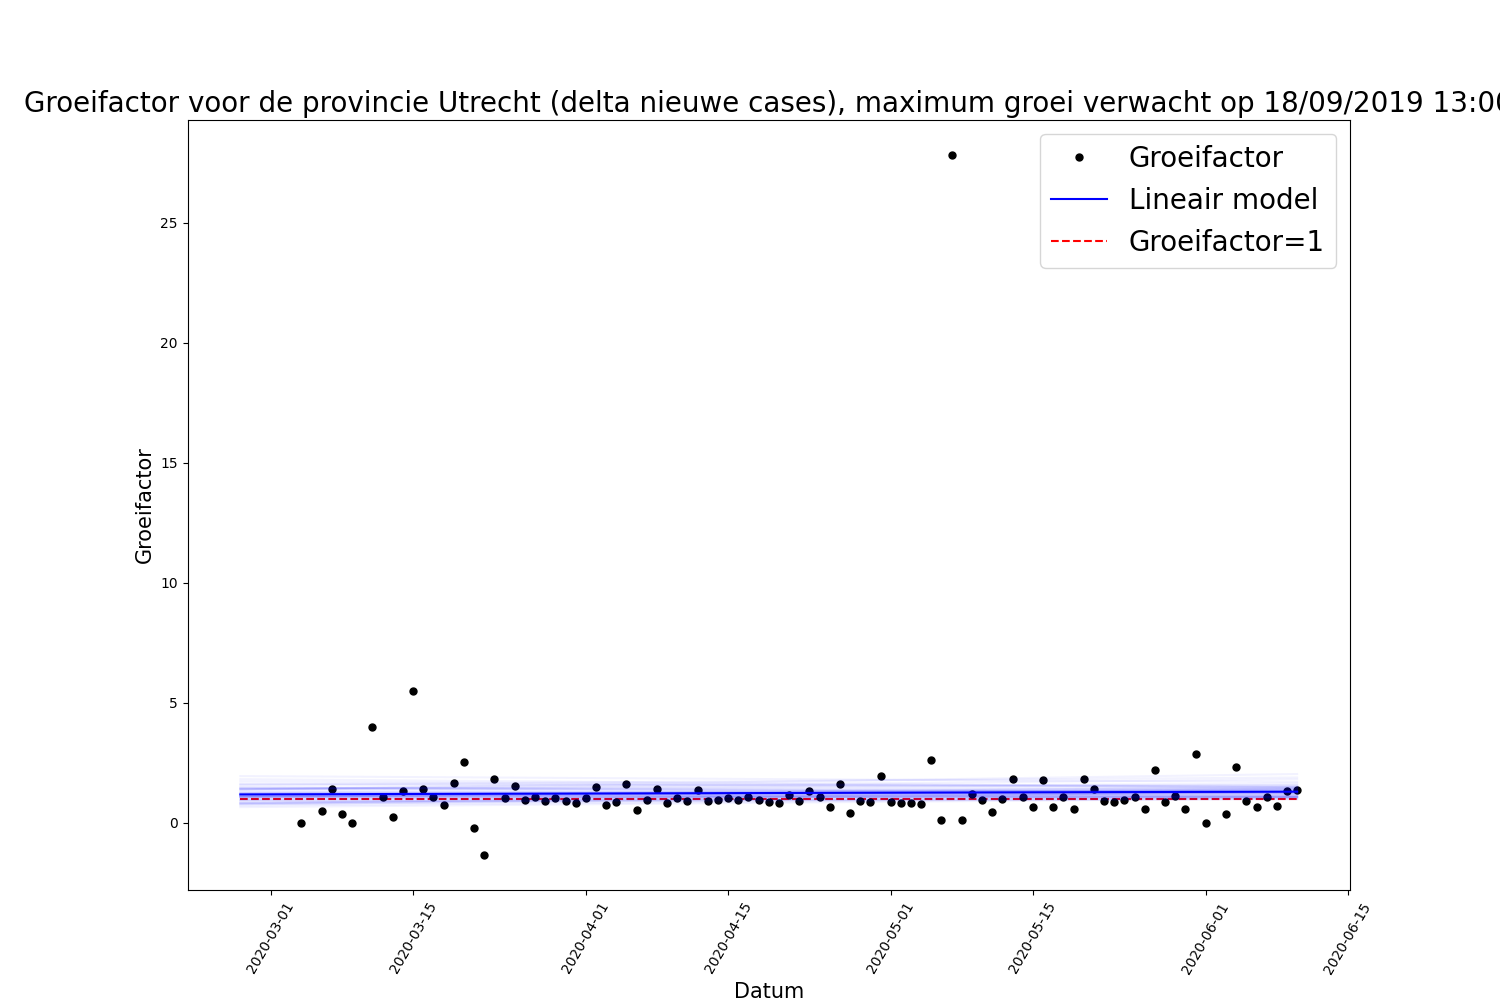 Groeifactor voor de provincie Utrecht (delta nieuwe cases), maximum groei verwacht op 18/09/2019 13:00
Groeifactor
Lineair model
Groeifactor=1
Groeifactor
25
20
15
10
5
0
2020-03-01
2020-03-15
2020-04-01
2020-04-15
2020-05-01
2020-05-15
2020-06-01
2020-06-15
Datum